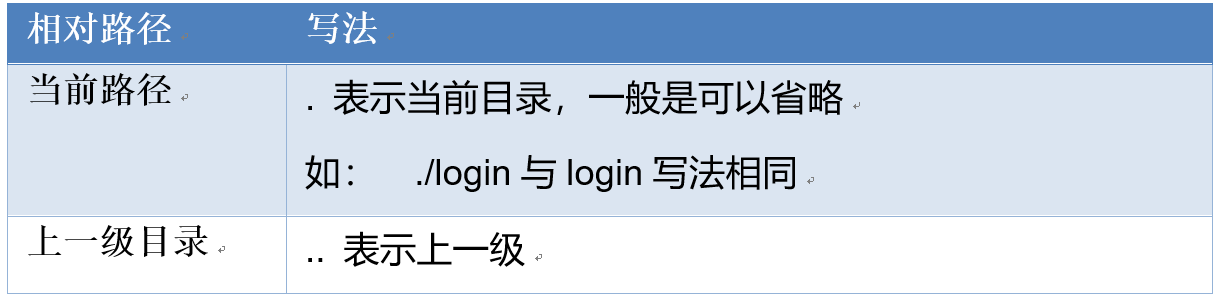 相对路径 写法
当前路径 . 表示当前目录，一般是可以省略
如： ./login 与 login 写法相同
上一级目录 .. 表示上一级